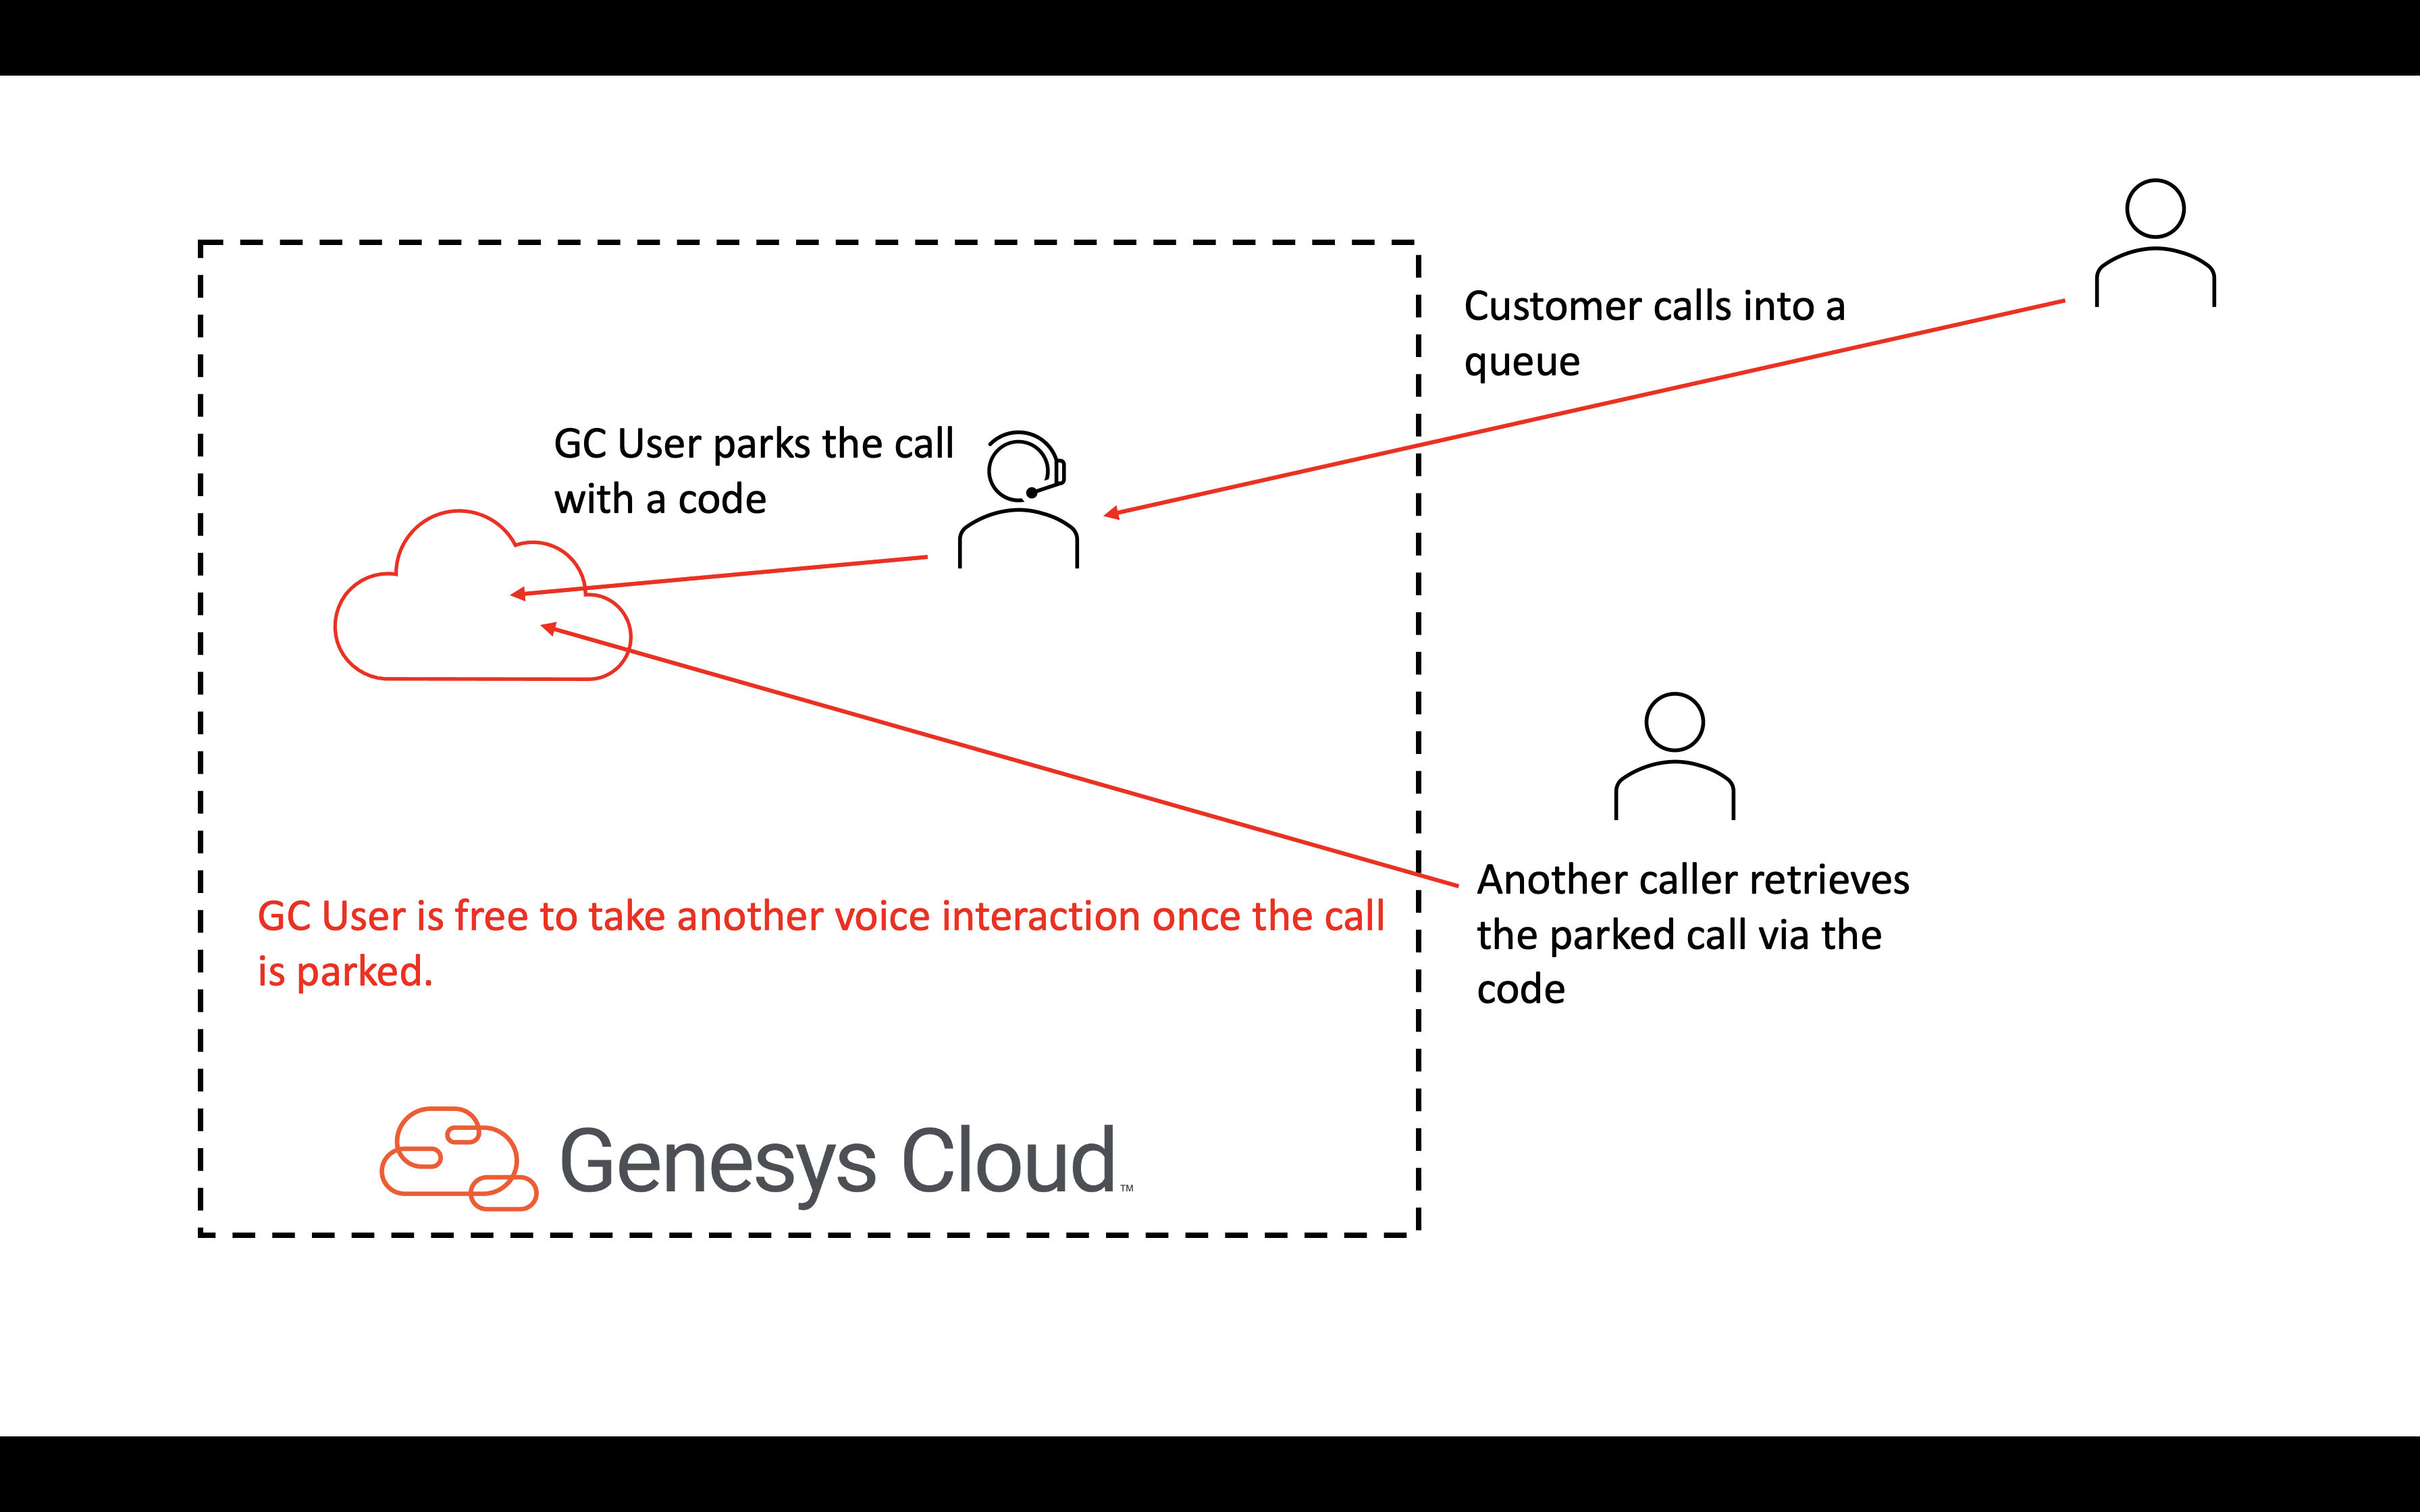 Customer calls into a
queue
GC User parks the call
with a code
Another caller retrieves
the parked call via the
code
GC User is free to take another voice interaction once the call
is parked.
Genesys Cloud™